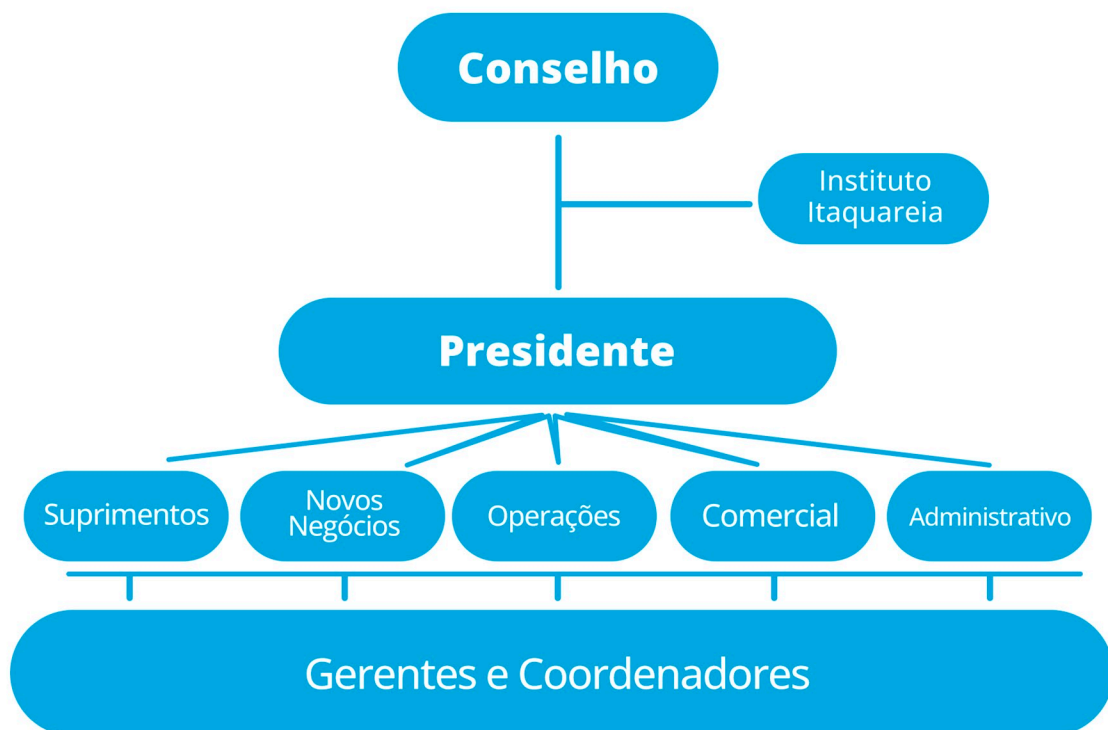 Conselho
Instituto
Itaquareia
Presidente
Suprimentos
Novos
Negócios
Operações
Comercial
Administrativo
Gerentes e Coordenadores